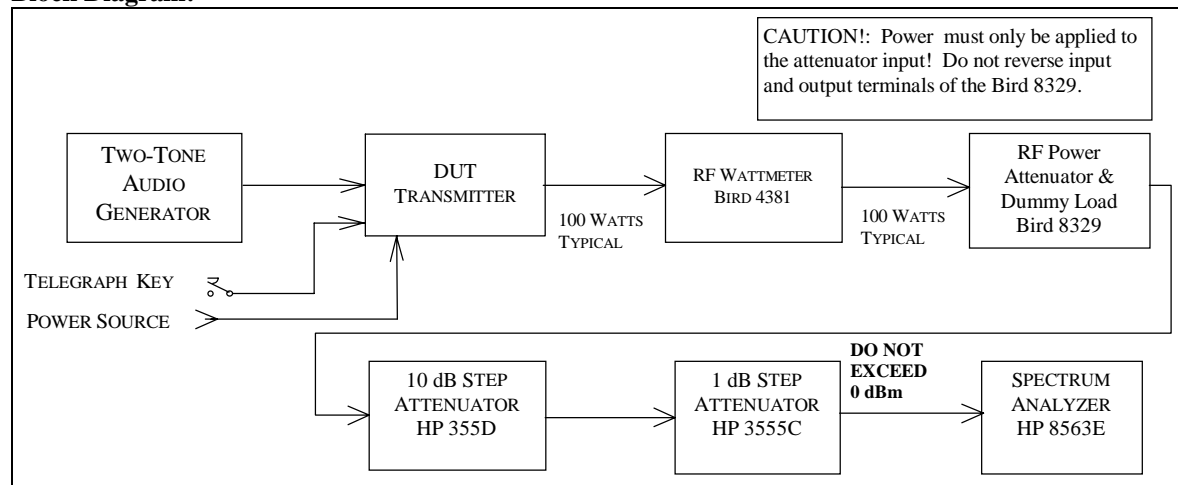 CAUTION!: Power must only be applied to
the attenuator input! Do not reverse input
and output terminals of the Bird 8329.
TWO-TONE
AUDIO
GENERATOR
DUT
TRANSMITTER
100 WATTS
TYPICAL
RF WATTMETER
BIRD 4381
100 WATTS
TYPICAL
RF Power
Attenuator &
Dummy Load
Bird 8329
TELEGRAPH KEY
POWER SOURCE
10 dB STEP
ATTENUATOR
HP 355D
1 dB STEP
ATTENUATOR
HP 3555C
DO NOT
EXCEED
0 dBm
SPECTRUM
ANALYZER
HP 8563E